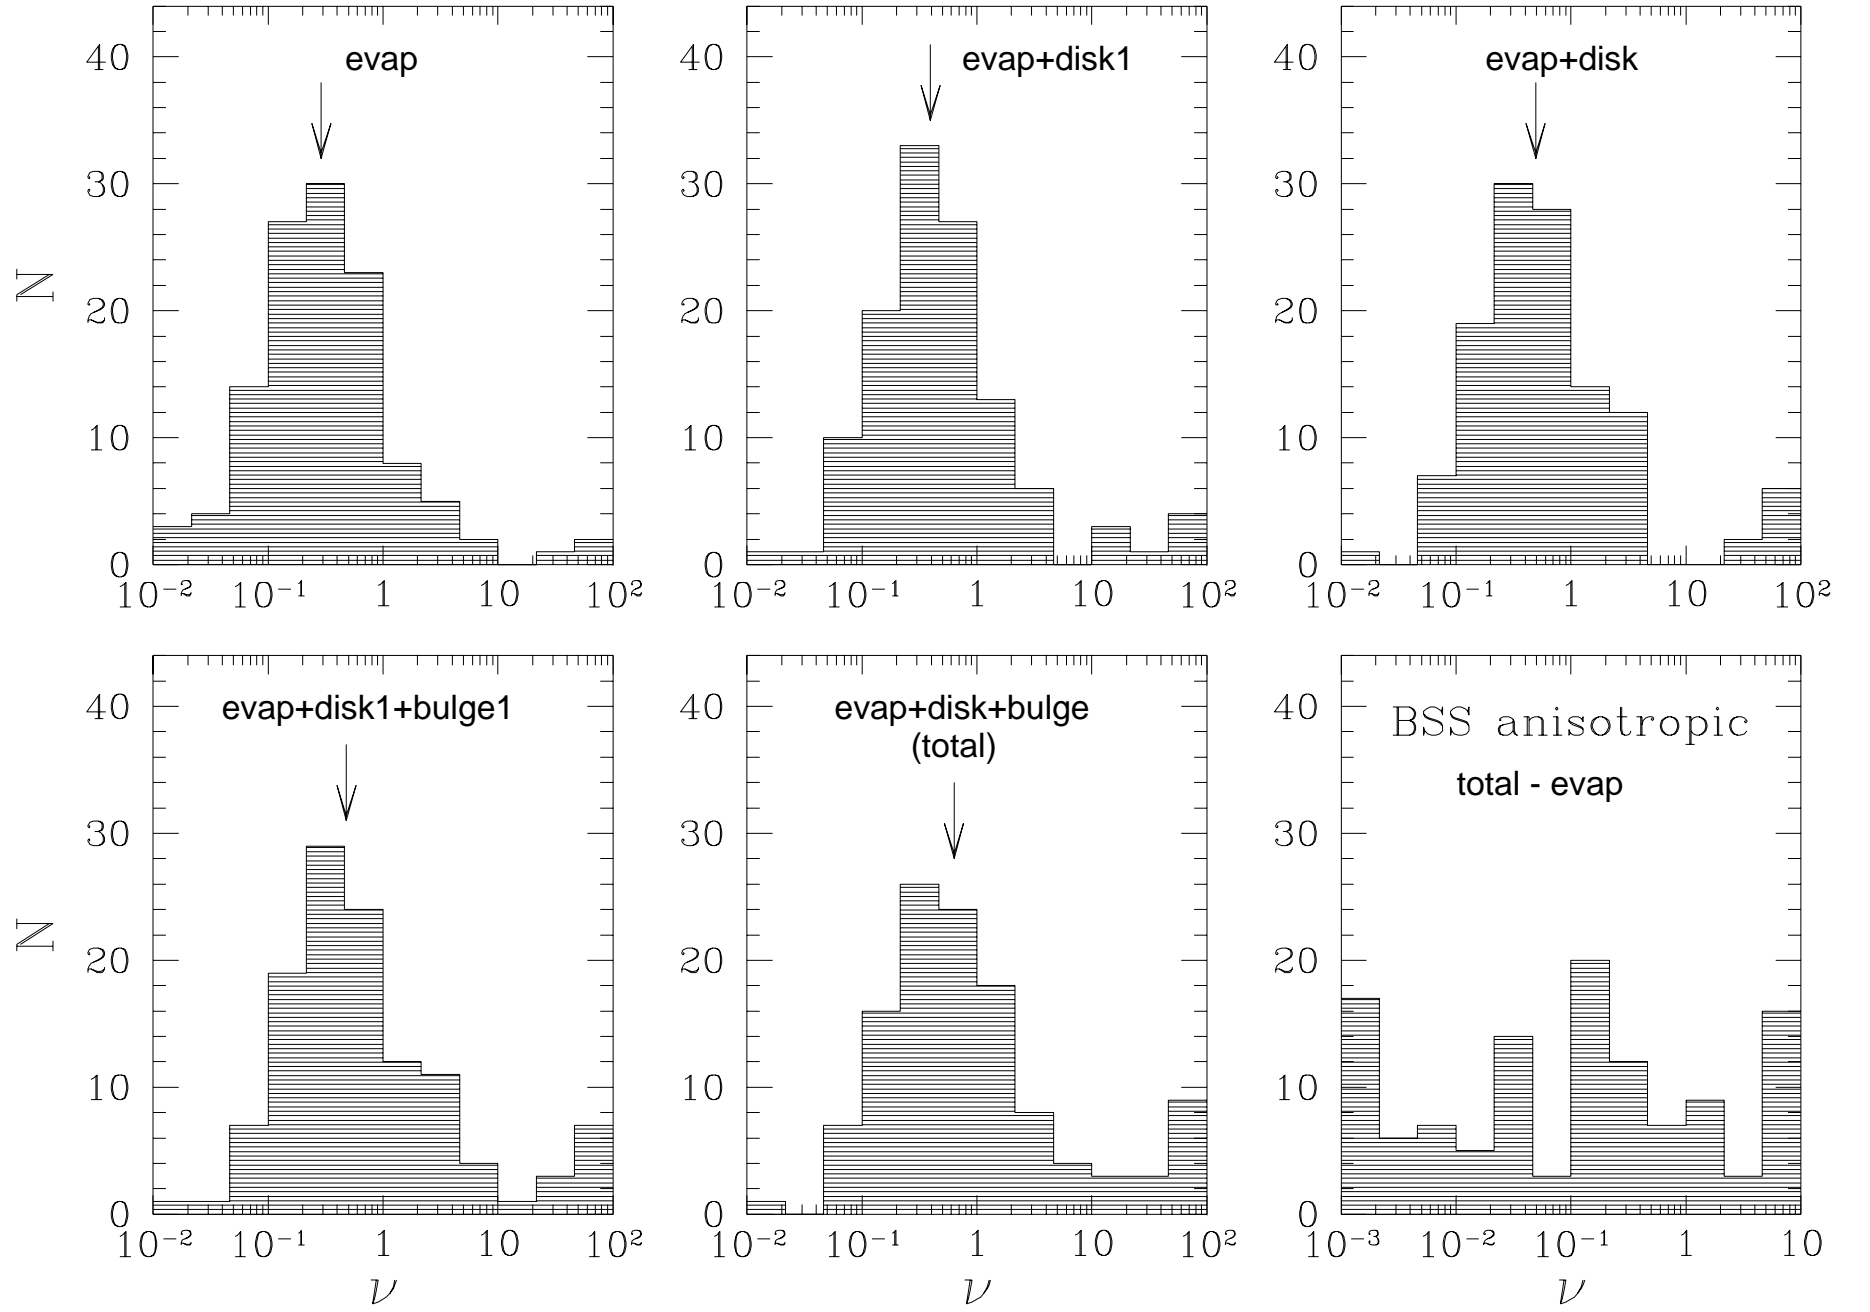 evap
evap+disk1
evap+disk
40
30
20
10
0
N
10⁻² 10⁻¹ 1 10 10²
40
30
20
10
0
10⁻² 10⁻¹ 1 10 10²
40
30
20
10
0
10⁻² 10⁻¹ 1 10 10²
evap+disk1+bulge1
evap+disk+bulge
(total)
BSS anisotropic
total - evap
40
30
20
10
0
N
10⁻² 10⁻¹ 1 10 10²
ν
40
30
20
10
0
10⁻² 10⁻¹ 1 10 10²
ν
40
30
20
10
0
10⁻³ 10⁻² 10⁻¹ 1 10
ν